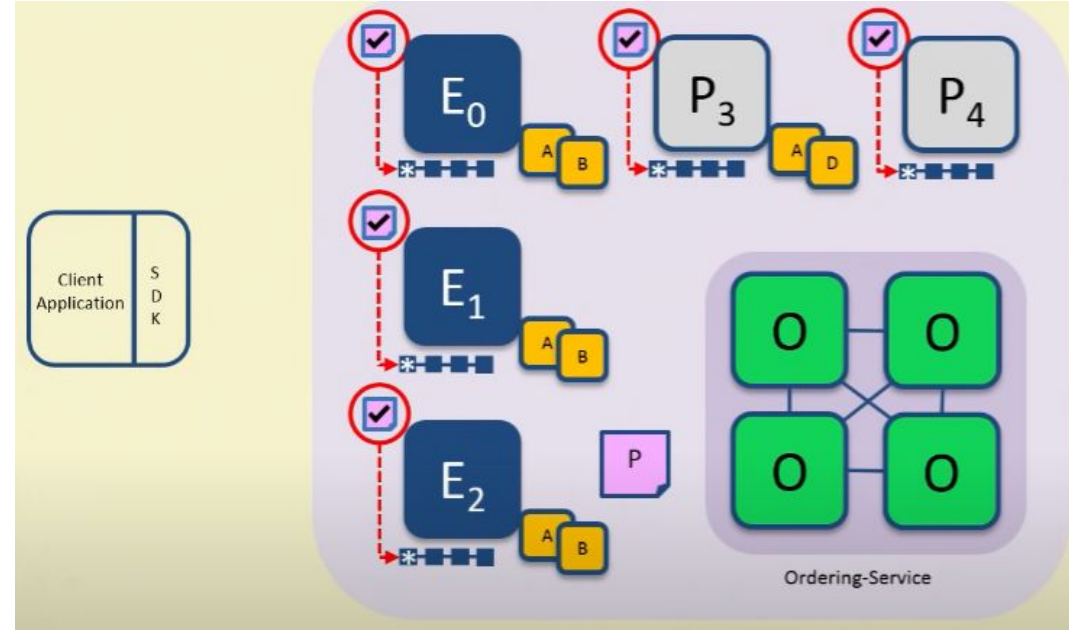 E0
A
B
P3
A
D
P4
Client
Application
S
D
K
E1
A
B
O
O
O
O
E2
A
B
P
Ordering-Service